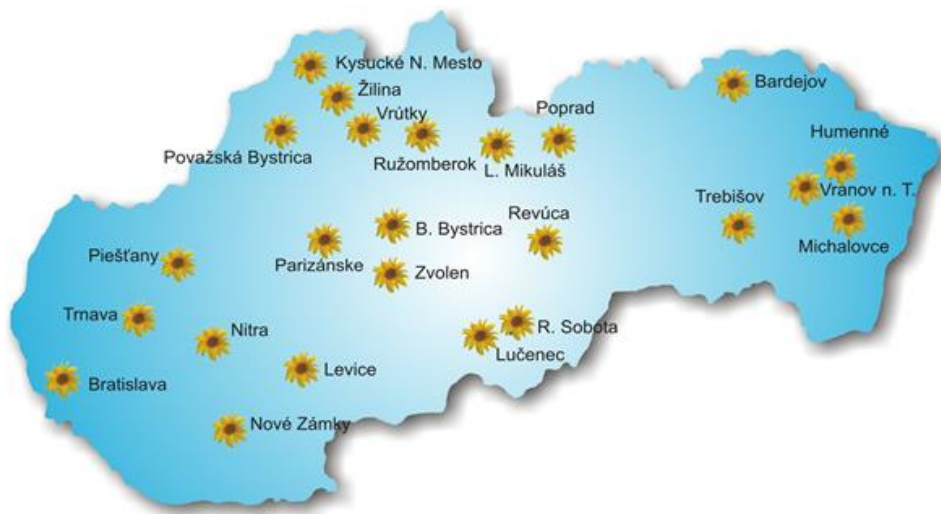 Kysucké N. Mesto
Žilina
Bardejov
Vrútky
Poprad
Humenné
Považská Bystrica
Ružomberok
L. Mikuláš
Vranov n. T.
Trebišov
Revúca
B. Bystrica
Michalovce
Piešťany
Parizánske
Zvolen
Trnava
Nitra
R. Sobota
Lučenec
Levice
Bratislava
Nové Zámky